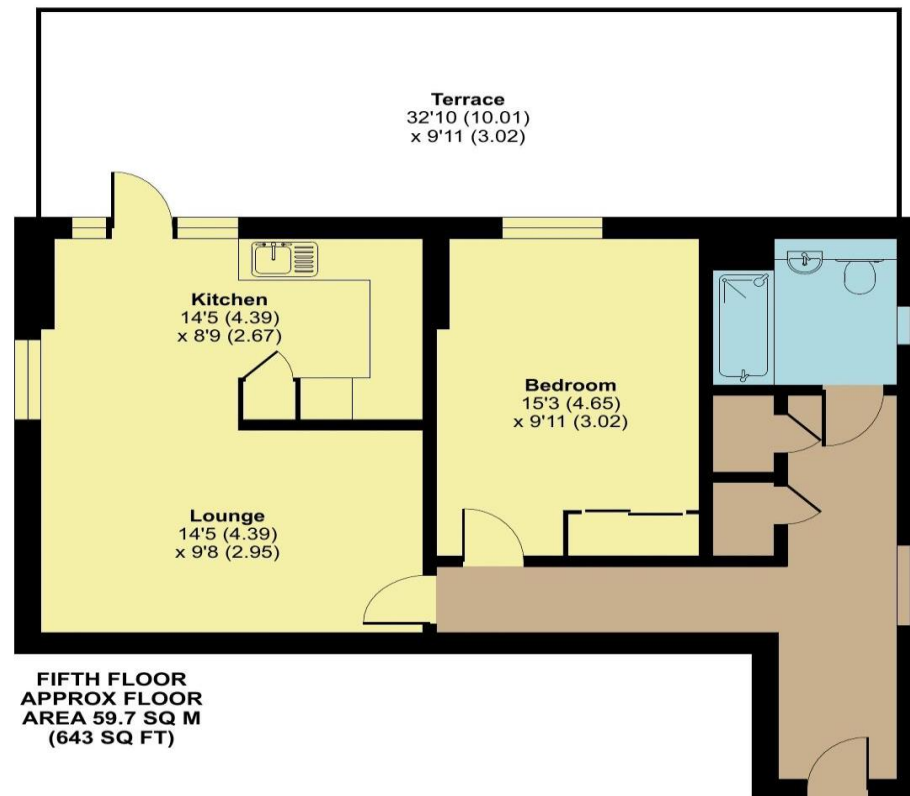 Terrace
32'10 (10.01)
x 9'11 (3.02)
Kitchen
14'5 (4.39)
x 8'9 (2.67)
Bedroom
15'3 (4.65)
x 9'11 (3.02)
Lounge
14'5 (4.39)
x 9'8 (2.95)
FIFTH FLOOR
APPROX FLOOR
AREA 59.7 SQ M
(643 SQ FT)